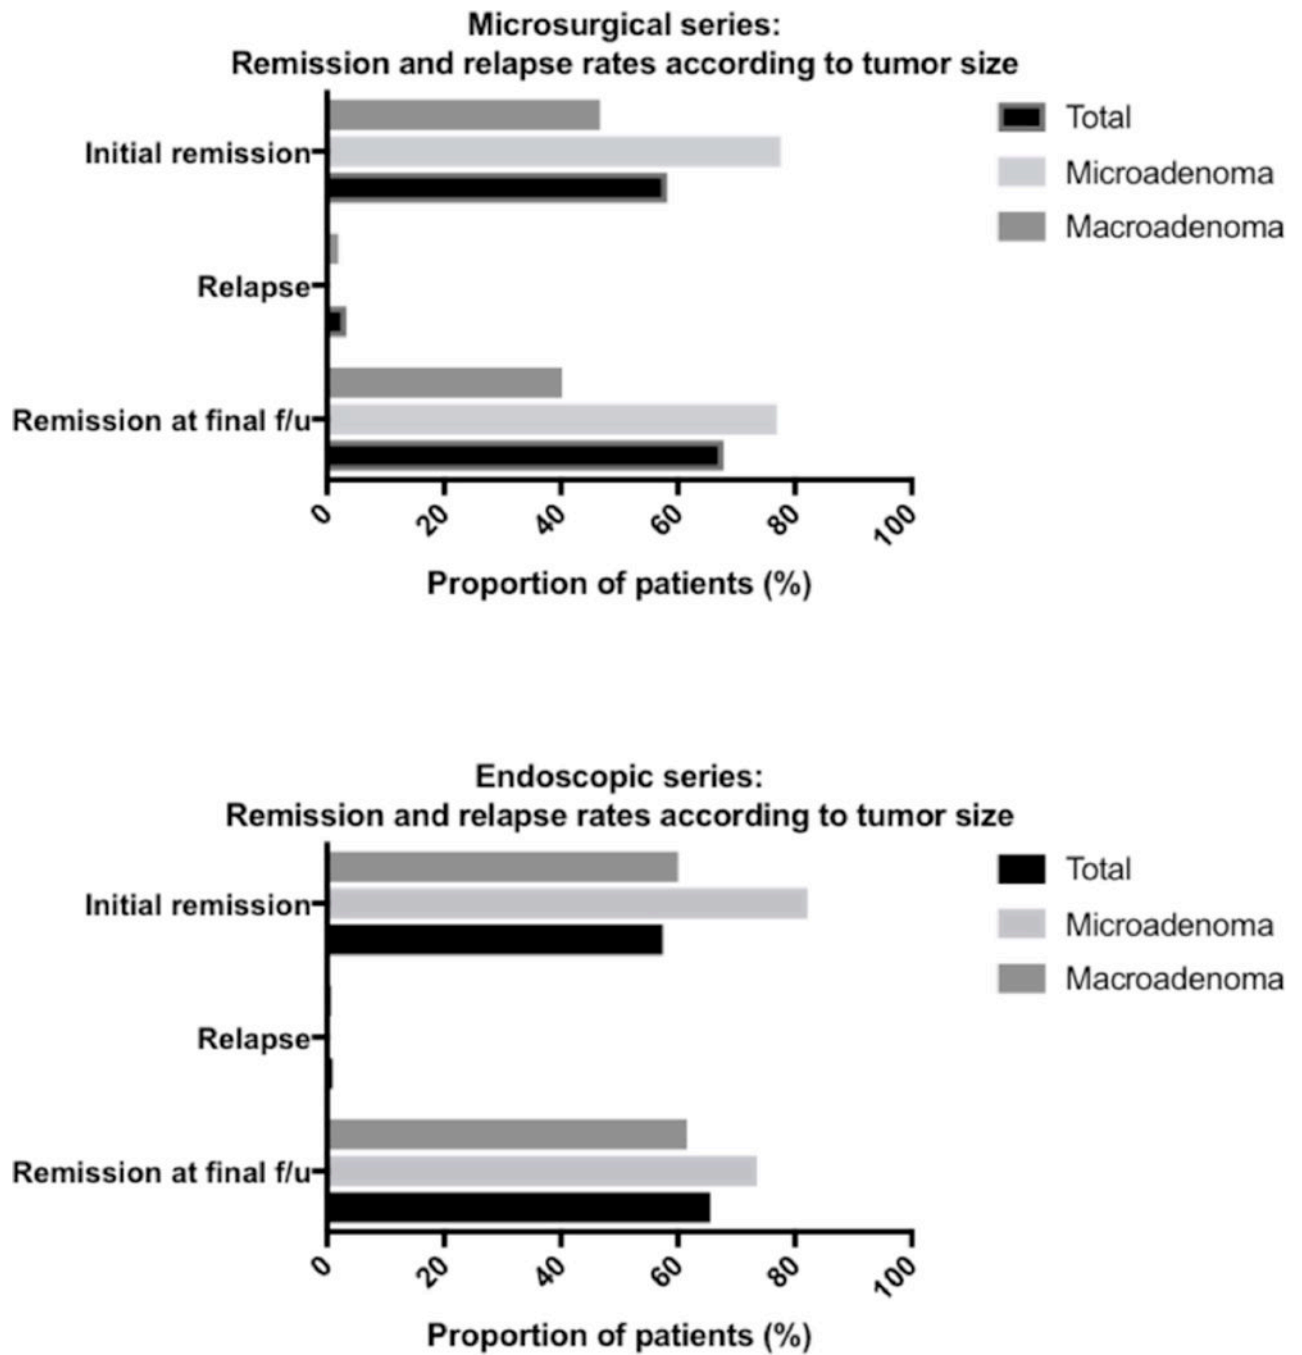 Microsurgical series:
Remission and relapse rates according to tumor size
Initial remission
Relapse
Remission at final f/u
0 20 40 60 80 100
Proportion of patients (%)
Total
Microadenoma
Macroadenoma
Endoscopic series:
Remission and relapse rates according to tumor size
Initial remission
Relapse
Remission at final f/u
0 20 40 60 80 100
Proportion of patients (%)
Total
Microadenoma
Macroadenoma